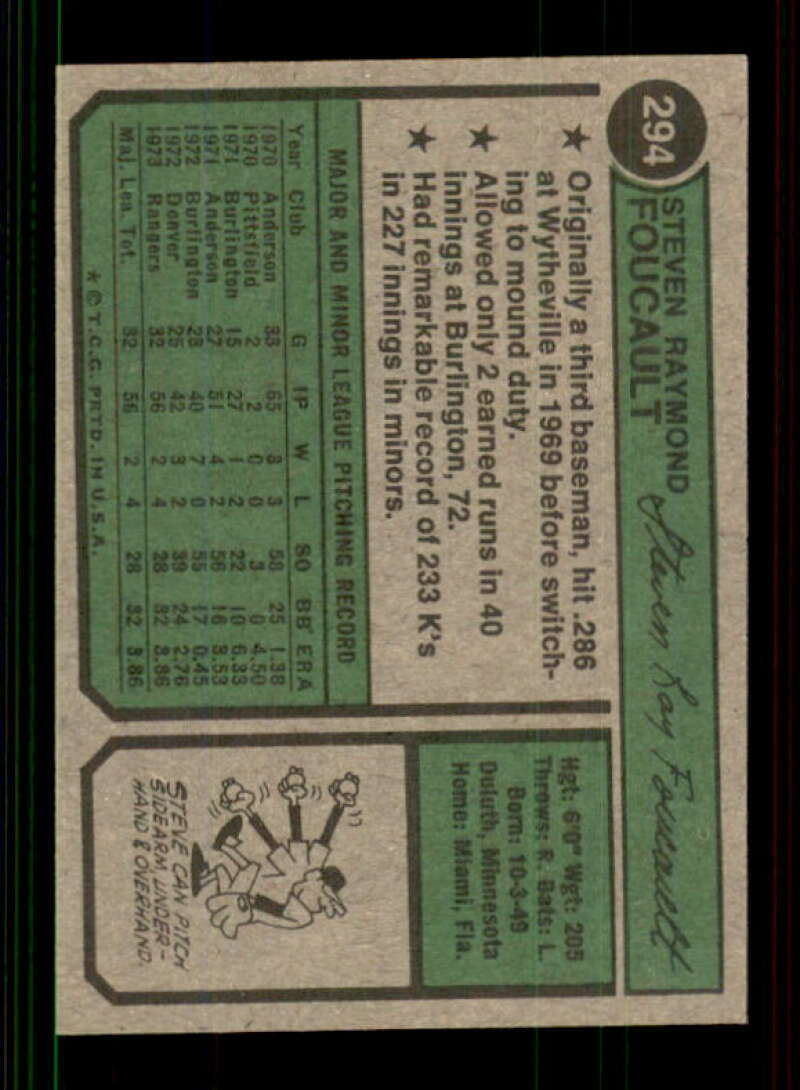 294
STEVEN RAYMOND
FOUCAULT
Steven Ray Foucault
★ Originally a third baseman, hit .286
at Wytheville in 1969 before switch-
ing to mound duty.
★ Allowed only 2 earned runs in 40
innings at Burlington, 72.
★ Had remarkable record of 233 K's
in 227 innings in minors.
MAJOR AND MINOR LEAGUE PITCHING RECORD
Year Club G IP W L SO BB ERA
1970 Anderson 33 65 8 3 58 25 1.38
1970 Pittsfield 2 2 0 0 3 0 4.50
1971 Burlington 15 27 1 2 22 10 6.33
1971 Anderson 27 51 4 2 56 16 3.53
1972 Burlington 23 40 7 0 55 17 0.45
1972 Denver 25 42 3 2 39 24 2.76
1973 Rangers 32 56 2 4 28 32 3.86
Maj. Lea. Tot. 32 56 2 4 28 32 3.86
* © T.C.G. PRTD. IN U.S.A.
Hgt: 6'0" Wgt: 205
Throws: R. Bats: L.
Born: 10-3-49
Duluth, Minnesota
Home: Miami, Fla.
STEVE CAN PITCH
SIDEARM, UNDER-
HAND & OVERHAND.